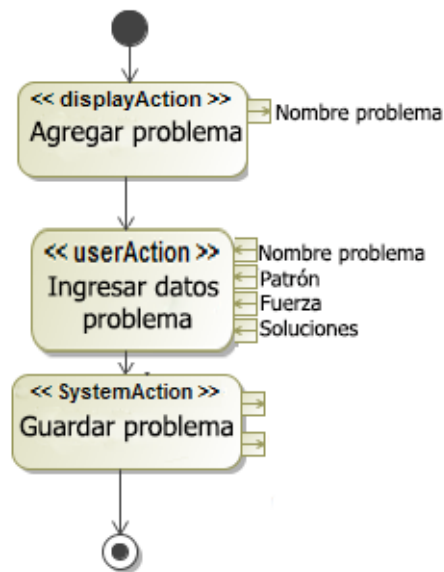 << displayAction >>
Agregar problema
Nombre problema
<< userAction >>
Ingresar datos
problema
Nombre problema
Patrón
Fuerza
Soluciones
<< SystemAction >>
Guardar problema